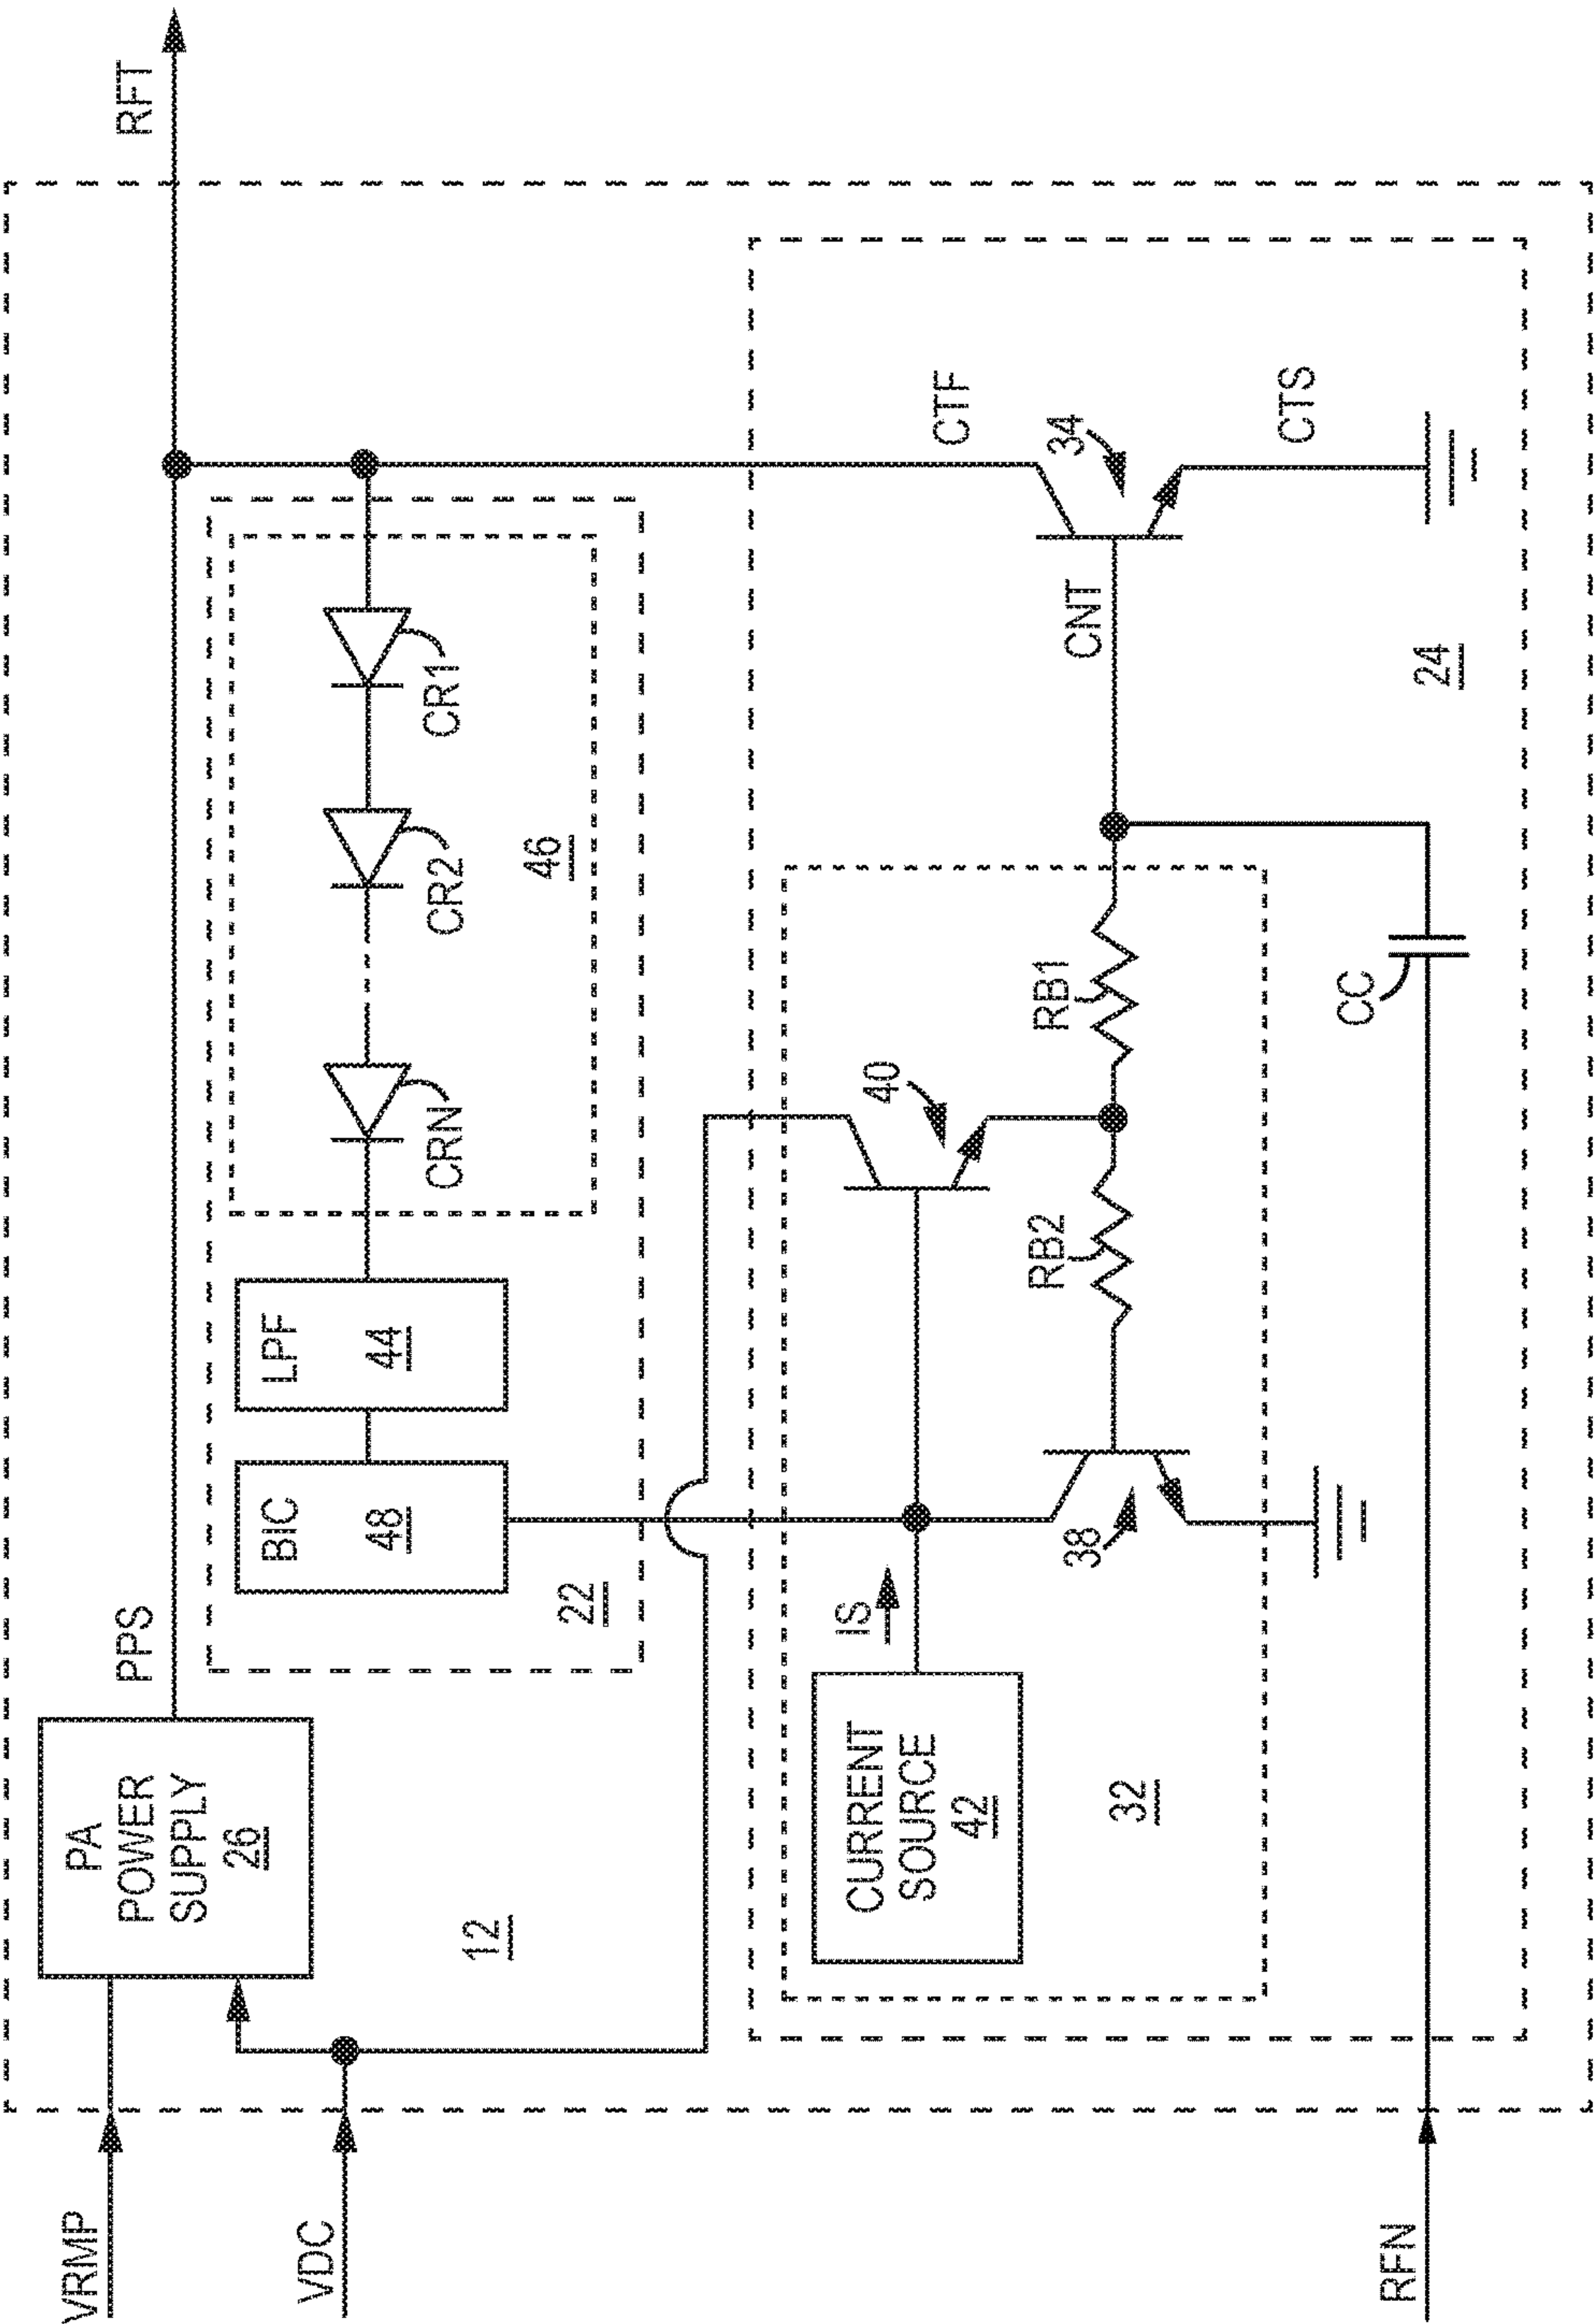 VRMP
PA
POWER
SUPPLY
26
PPS
RFT
VDC
12
BIC
48
LPF
44
CRN
CR2
CR1
46
22
CURRENT
SOURCE
42
IS
40
38
RB2
RB1
32
CTF
34
CNT
CTS
24
CC
RFN